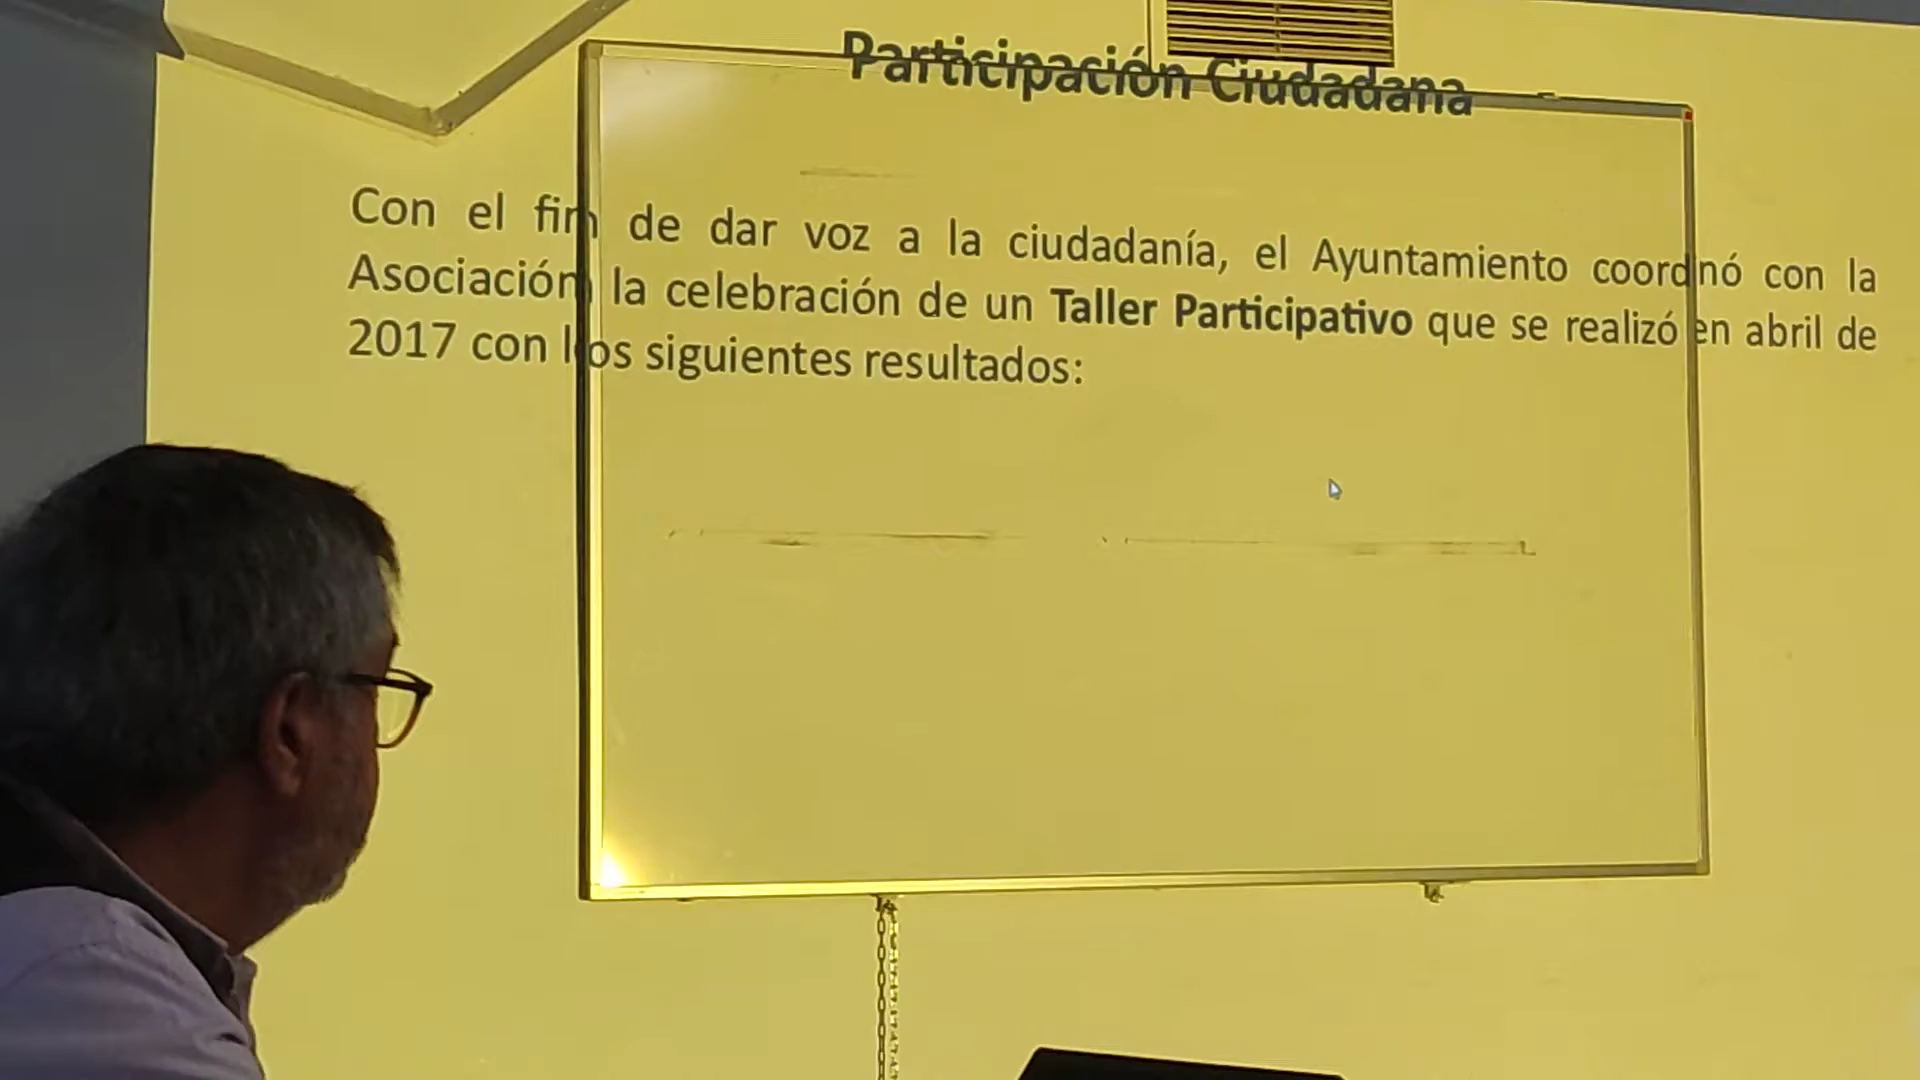 Participación Ciudadana
Con el fin de dar voz a la ciudadanía, el Ayuntamiento coordinó con la
Asociación la celebración de un Taller Participativo que se realizó en abril de
2017 con los siguientes resultados: